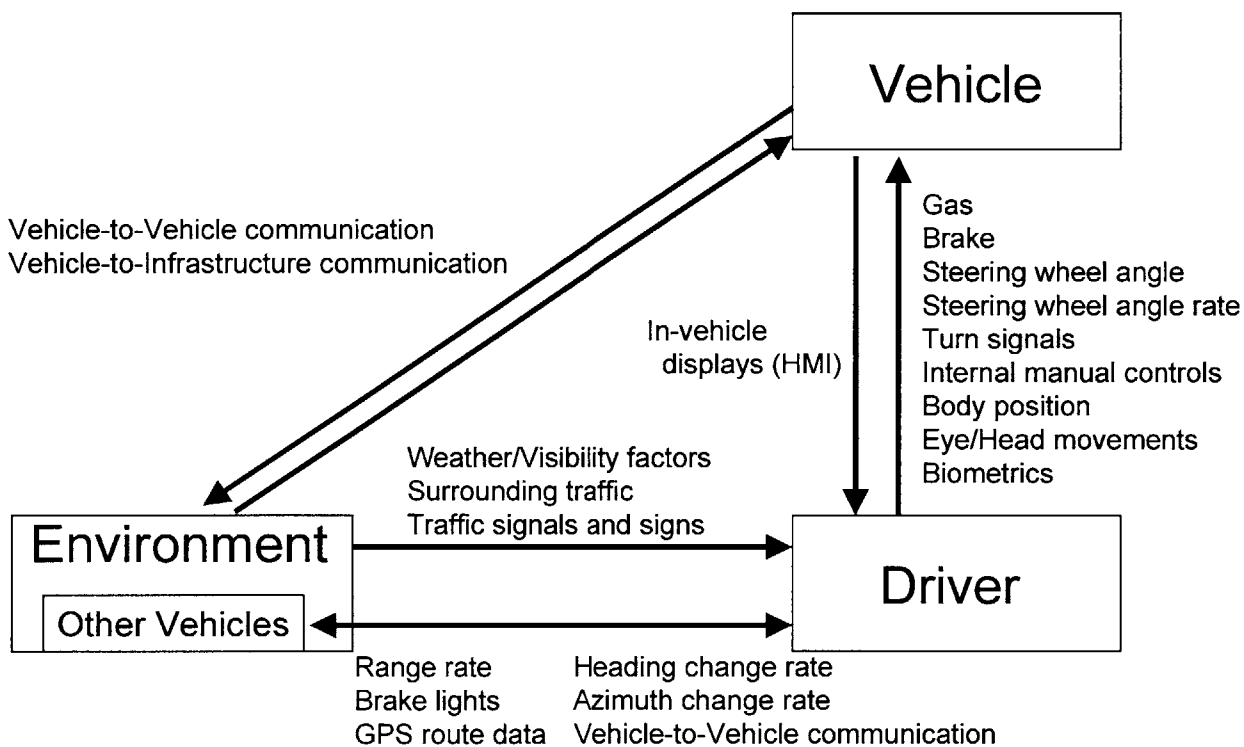 Vehicle
Vehicle-to-Vehicle communication
Vehicle-to-Infrastructure communication
In-vehicle
displays (HMI)
Gas
Brake
Steering wheel angle
Steering wheel angle rate
Turn signals
Internal manual controls
Body position
Eye/Head movements
Biometrics
Weather/Visibility factors
Surrounding traffic
Traffic signals and signs
Environment
Other Vehicles
Driver
Range rate
Brake lights
GPS route data
Heading change rate
Azimuth change rate
Vehicle-to-Vehicle communication